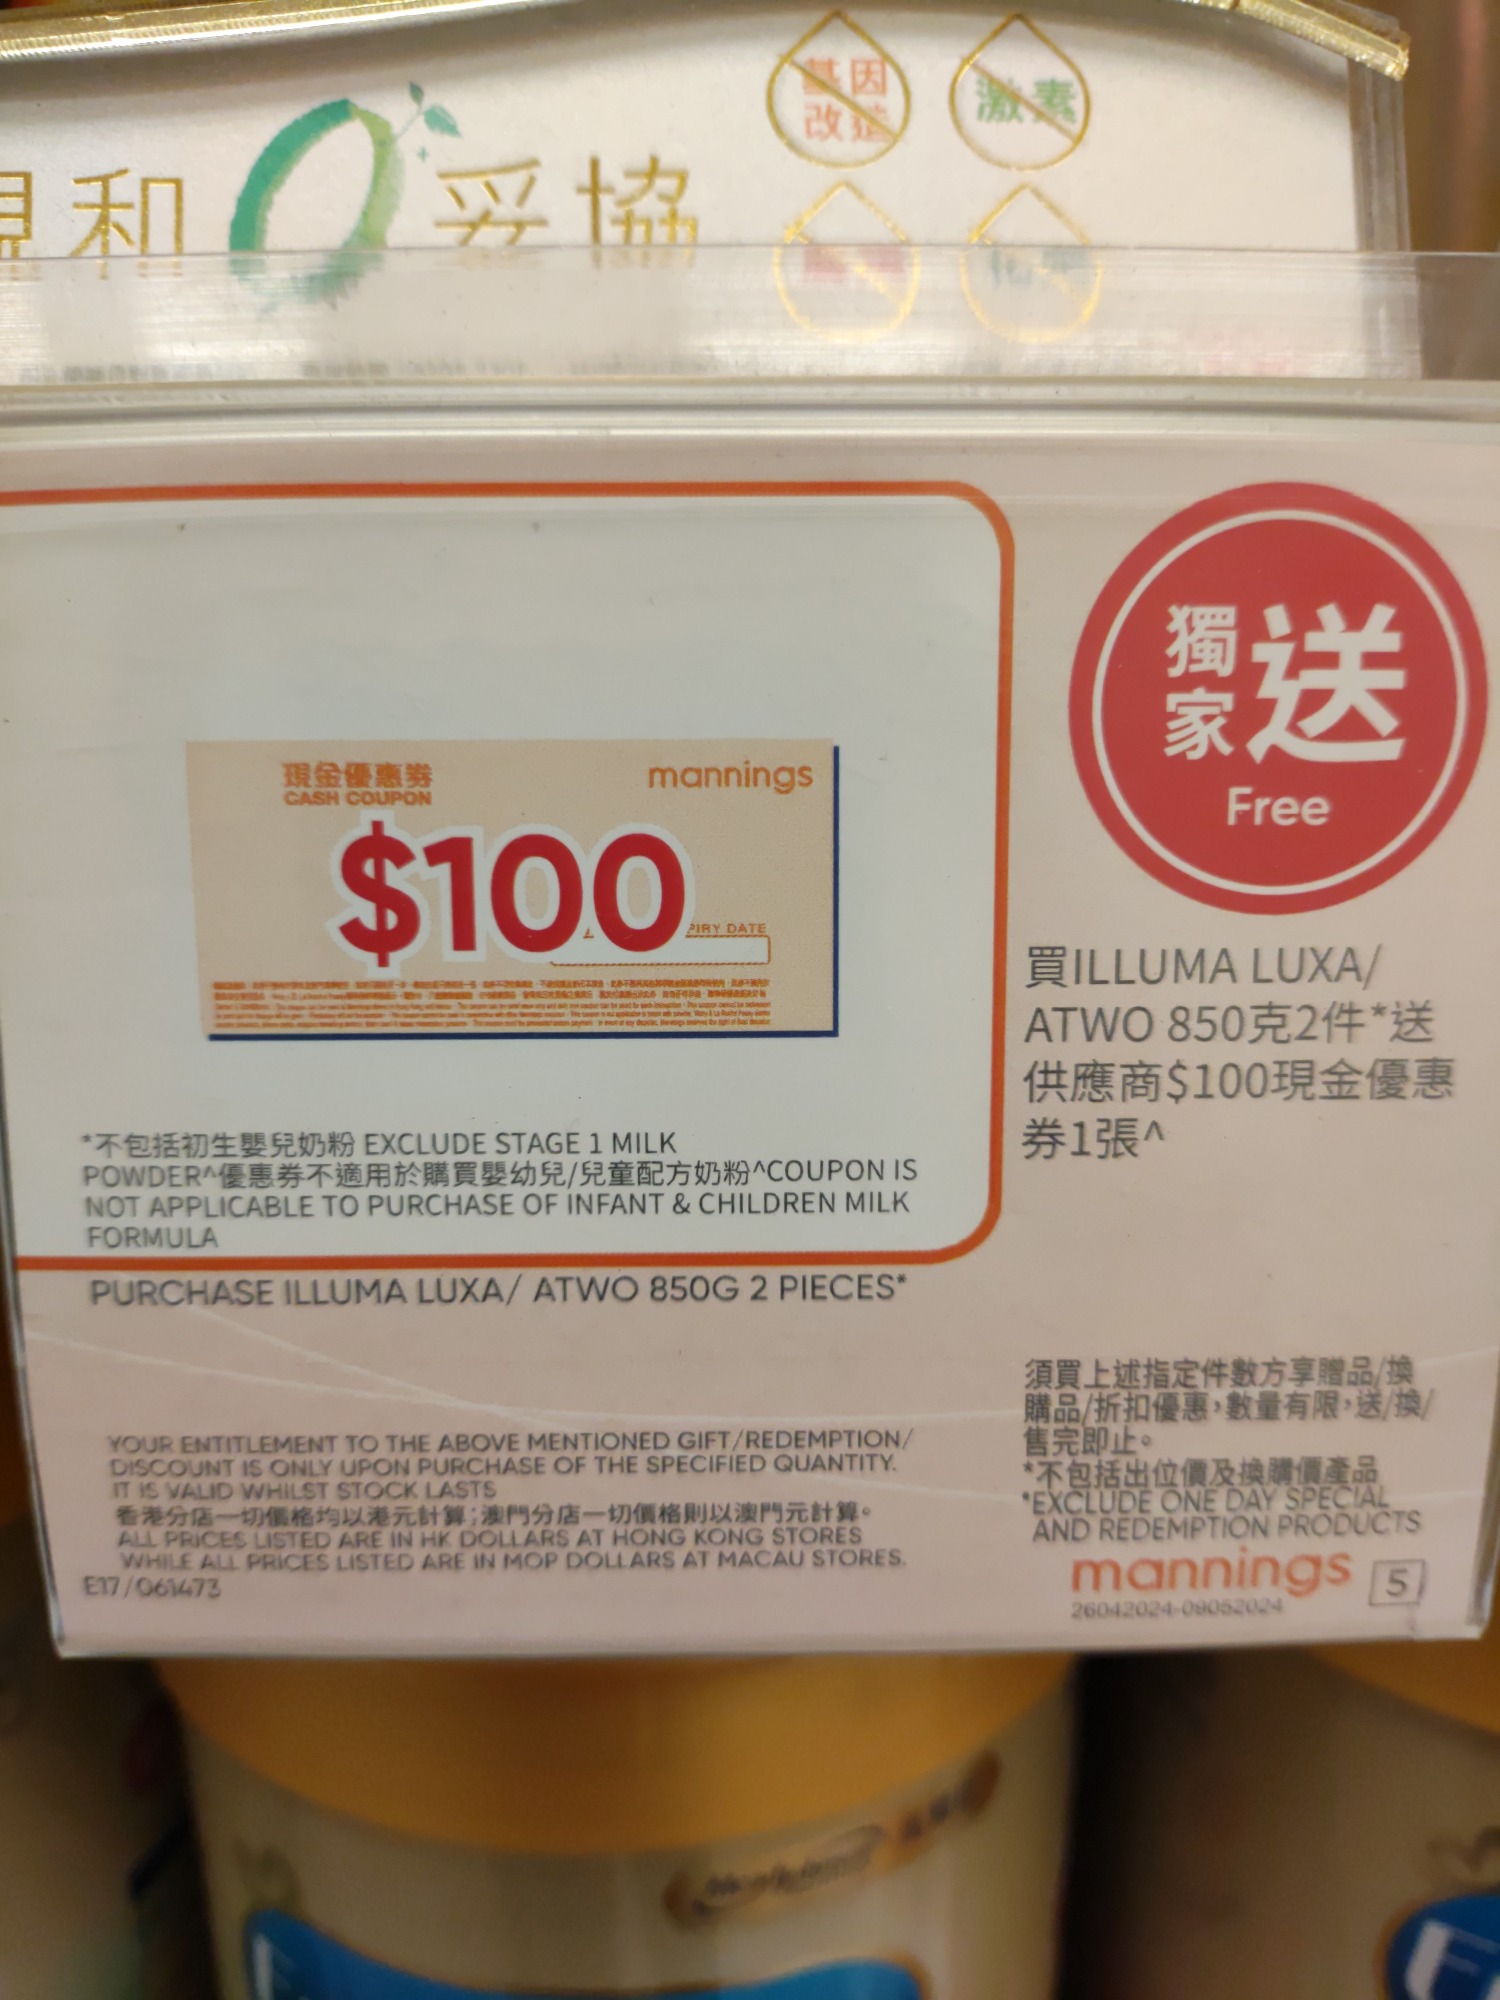 基因
改造
激素
和
妥協
現金優惠券
CASH COUPON
mannings
$100
PIRY DATE
獨家送
Free
買ILLUMA LUXA/
ATWO 850克2件*送
供應商$100現金優惠
券1張^
*不包括初生嬰兒奶粉 EXCLUDE STAGE 1 MILK
POWDER^優惠券不適用於購買嬰幼兒/兒童配方奶粉^COUPON IS
NOT APPLICABLE TO PURCHASE OF INFANT & CHILDREN MILK
FORMULA
PURCHASE ILLUMA LUXA/ ATWO 850G 2 PIECES*
YOUR ENTITLEMENT TO THE ABOVE MENTIONED GIFT/REDEMPTION/
DISCOUNT IS ONLY UPON PURCHASE OF THE SPECIFIED QUANTITY.
IT IS VALID WHILST STOCK LASTS
香港分店一切價格均以港元計算;澳門分店一切價格則以澳門元計算。
ALL PRICES LISTED ARE IN HK DOLLARS AT HONG KONG STORES
WHILE ALL PRICES LISTED ARE IN MOP DOLLARS AT MACAU STORES.
E17/061473
須買上述指定件數方享贈品/換
購品/折扣優惠,數量有限,送/換/
售完即止。
*不包括出位價及換購價產品
*EXCLUDE ONE DAY SPECIAL
AND REDEMPTION PRODUCTS
mannings 5
26042024-09052024